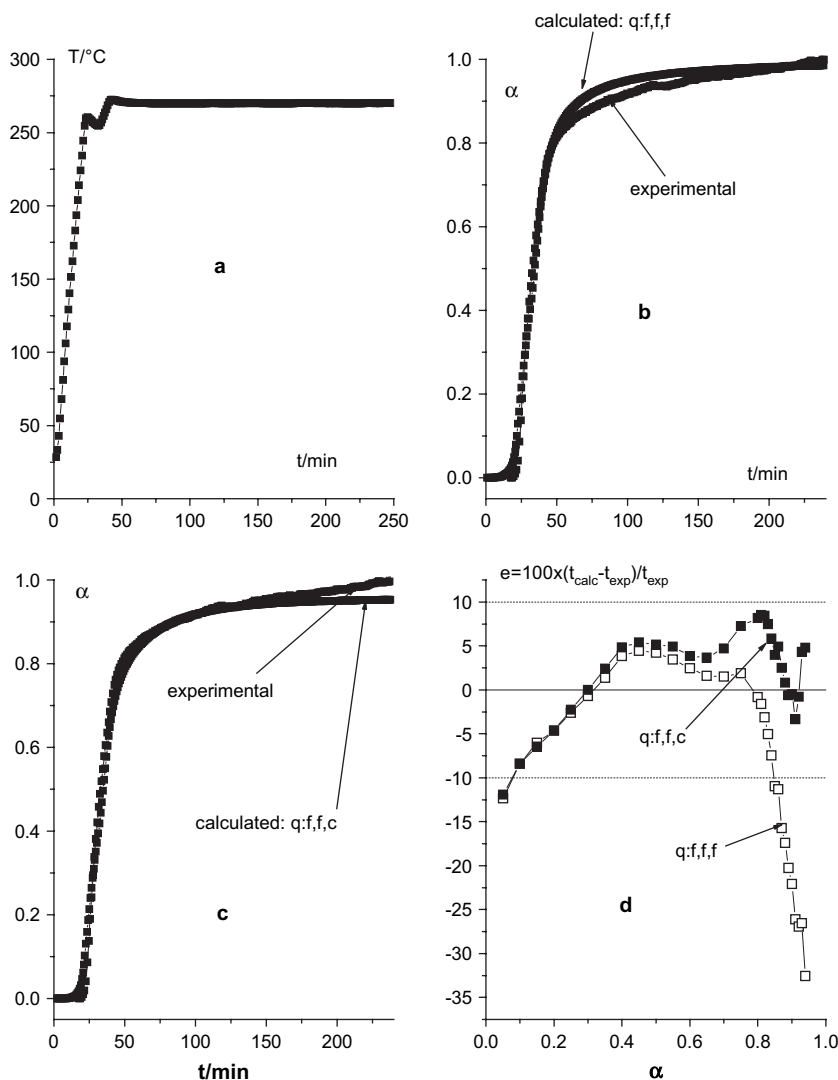 T/°C
300
250
200
150
100
50
25
0
a
t/min
0 50 100 150 200 250
calculated: q:f,f,f
1.0
α
0.8
0.6
0.4
0.2
0.0
experimental
b
t/min
0 50 100 150 200
1.0
α
0.8
0.6
0.4
0.2
0.0
experimental
calculated: q:f,f,c
c
0 50 100 150 200
t/min
e=100x(tcalc-texp)/texp
10
5
0
-5
-10
-15
-20
-25
-30
-35
q:f,f,c
q:f,f,f
d
0.0 0.2 0.4 0.6 0.8 1.0
α